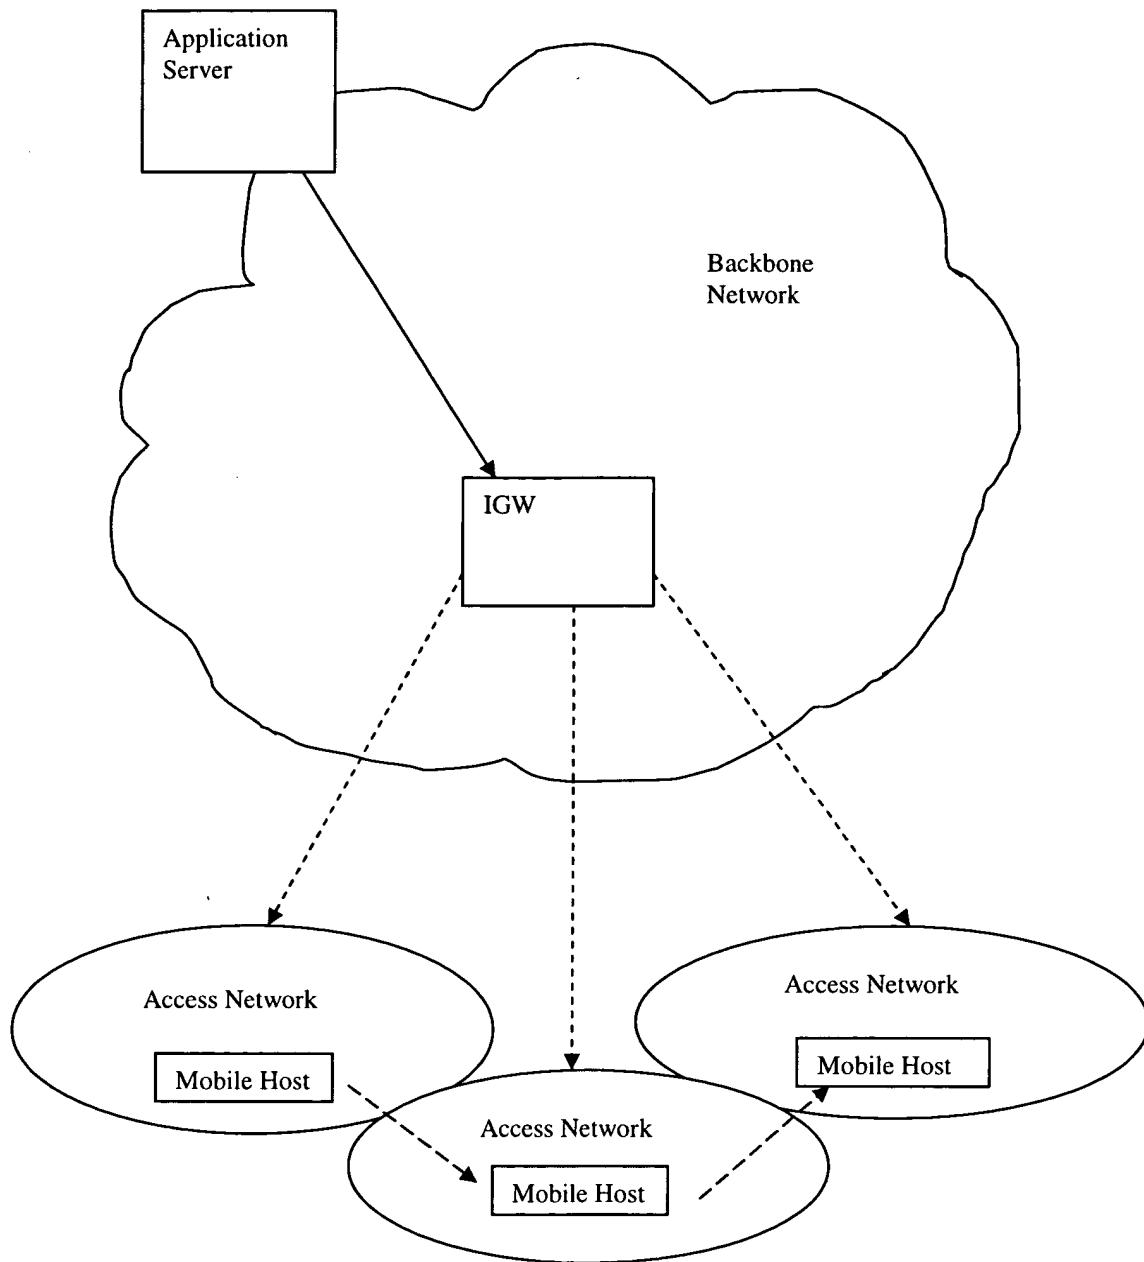 Application
Server
Backbone
Network
IGW
Access Network
Mobile Host
Access Network
Mobile Host
Access Network
Mobile Host